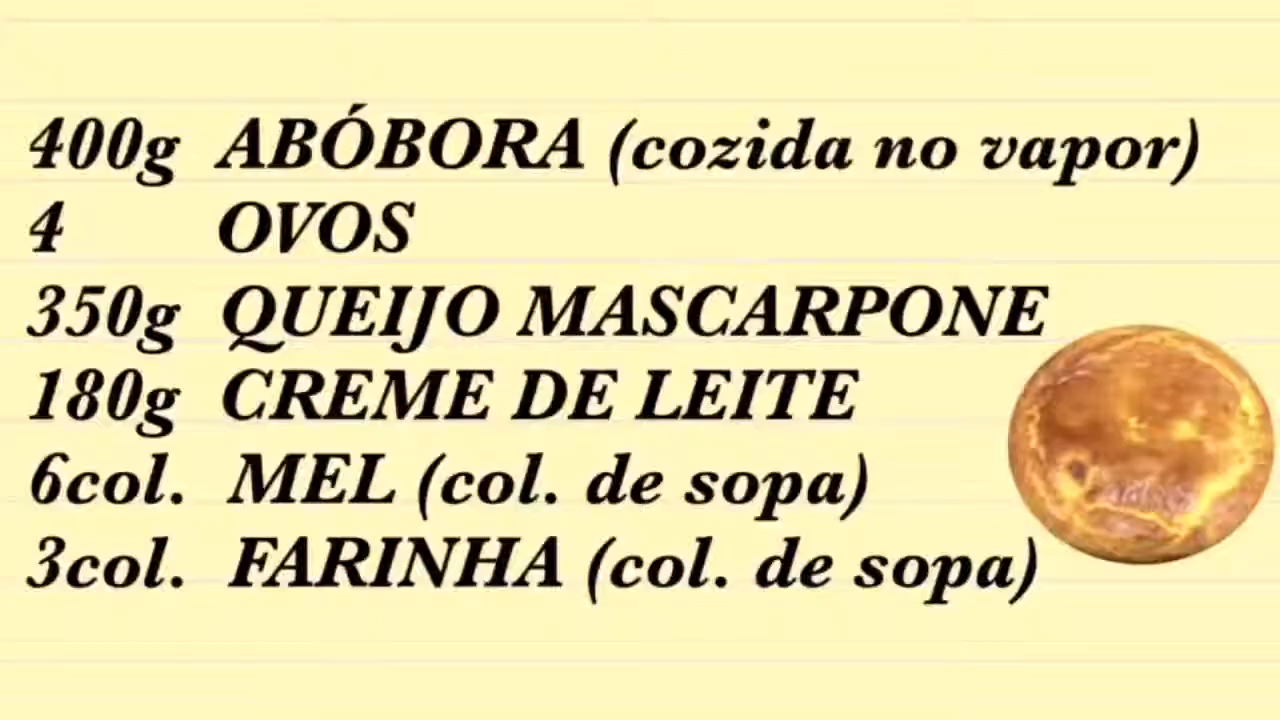 400g ABÓBORA (cozida no vapor)
4 OVOS
350g QUEIJO MASCARPONE
180g CREME DE LEITE
6col. MEL (col. de sopa)
3col. FARINHA (col. de sopa)